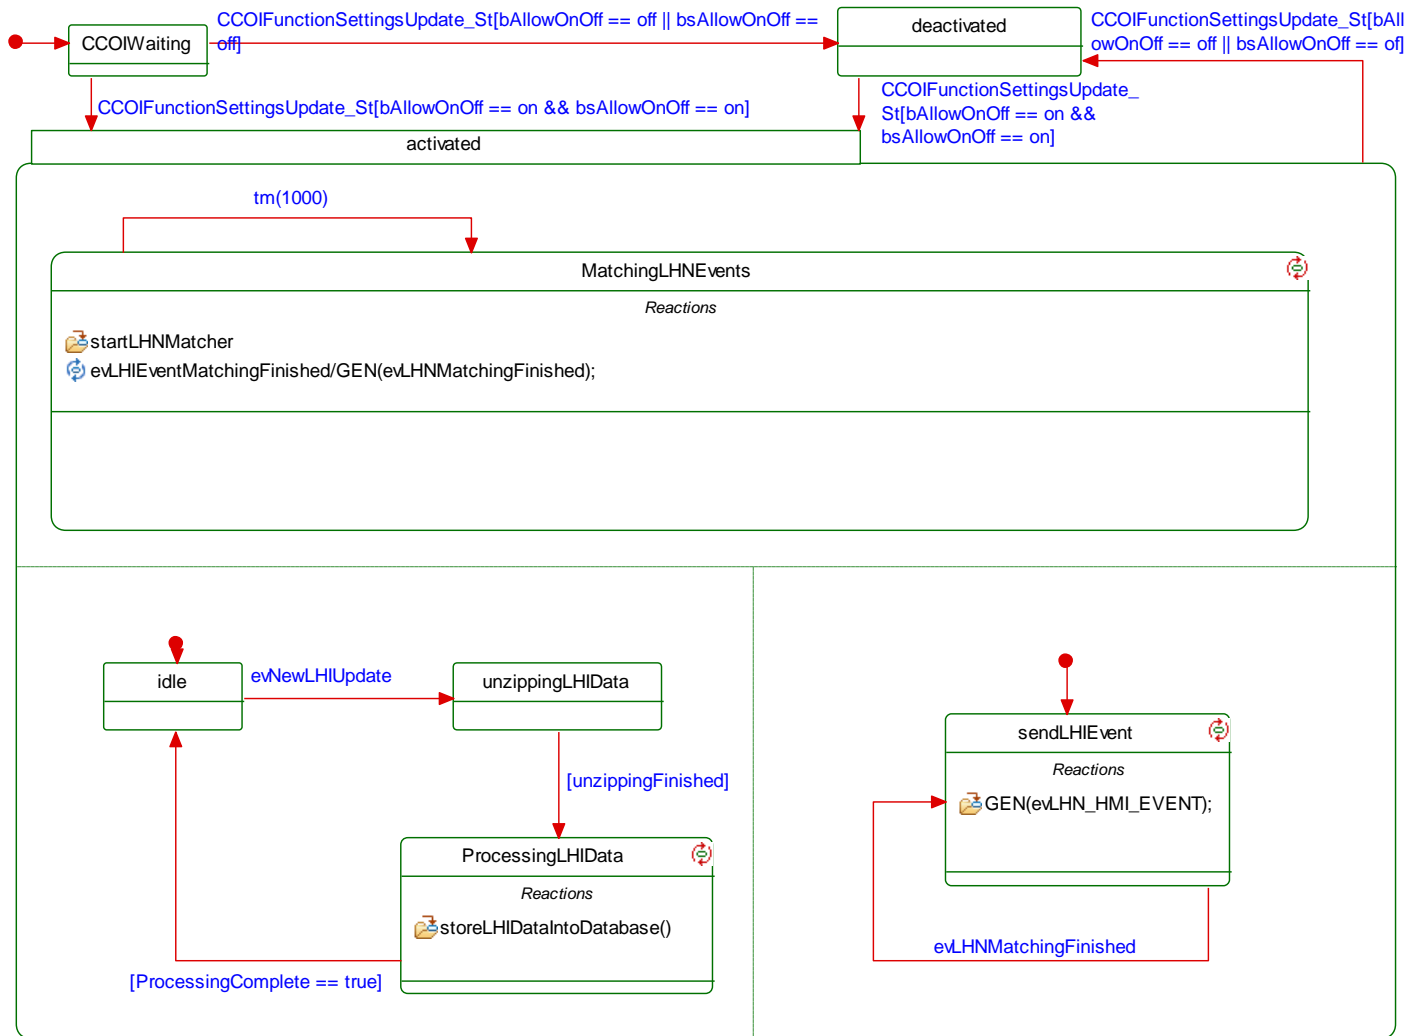 CCOIFunctionSettingsUpdate_St[bAllowOnOff == off || bsAllowOnOff ==
off]
CCOIWaiting
deactivated
CCOIFunctionSettingsUpdate_St[bAll
owOnOff == off || bsAllowOnOff == of]
CCOIFunctionSettingsUpdate_St[bAllowOnOff == on && bsAllowOnOff == on]
CCOIFunctionSettingsUpdate_
St[bAllowOnOff == on &&
bsAllowOnOff == on]
activated
tm(1000)
MatchingLHNEvents
Reactions
startLHNMatcher
evLHIEventMatchingFinished/GEN(evLHNMatchingFinished);
idle
evNewLHIUpdate
unzippingLHIData
[unzippingFinished]
ProcessingLHIData
Reactions
storeLHIDataIntoDatabase()
[ProcessingComplete == true]
sendLHIEvent
Reactions
GEN(evLHN_HMI_EVENT);
evLHNMatchingFinished